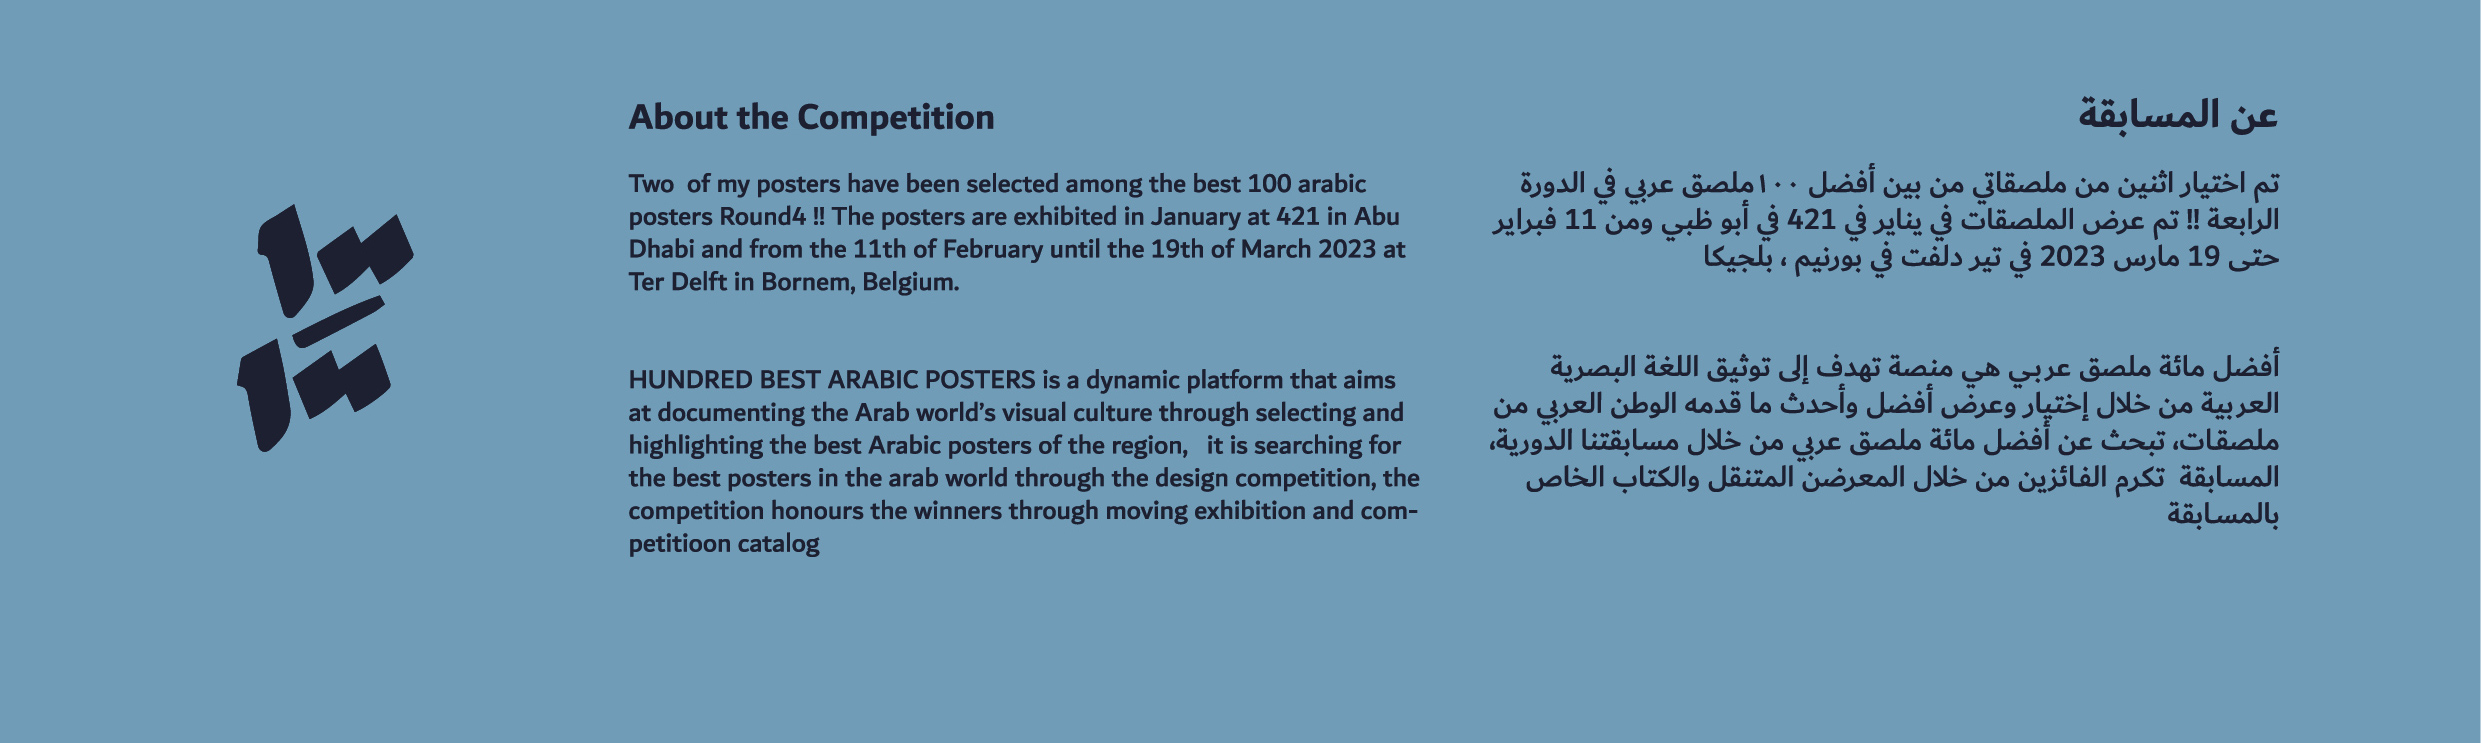 About the Competition
Two  of my posters have been selected among the best 100 arabic
posters Round4 !! The posters are exhibited in January at 421 in Abu
Dhabi and from the 11th of February until the 19th of March 2023 at
Ter Delft in Bornem, Belgium.
HUNDRED BEST ARABIC POSTERS is a dynamic platform that aims
at documenting the Arab world’s visual culture through selecting and
highlighting the best Arabic posters of the region,   it is searching for
the best posters in the arab world through the design competition, the
competition honours the winners through moving exhibition and com-
petitioon catalog
عن المسابقة
تم اختيار اثنين من ملصقاتي من بين أفضل ١٠٠ملصق عربي في الدورة
الرابعة !! تم عرض الملصقات في يناير في 421 في أبو ظبي ومن 11 فبراير
حتى 19 مارس 2023 في تير دلفت في بورنيم ، بلجيكا
أفضل مائة ملصق عربي هي منصة تهدف إلى توثيق اللغة البصرية
العربية من خلال إختيار وعرض أفضل وأحدث ما قدمه الوطن العربي من
ملصقات، تبحث عن أفضل مائة ملصق عربي من خلال مسابقتنا الدورية،
المسابقة  تكرم الفائزين من خلال المعرضن المتنقل والكتاب الخاص
بالمسابقة